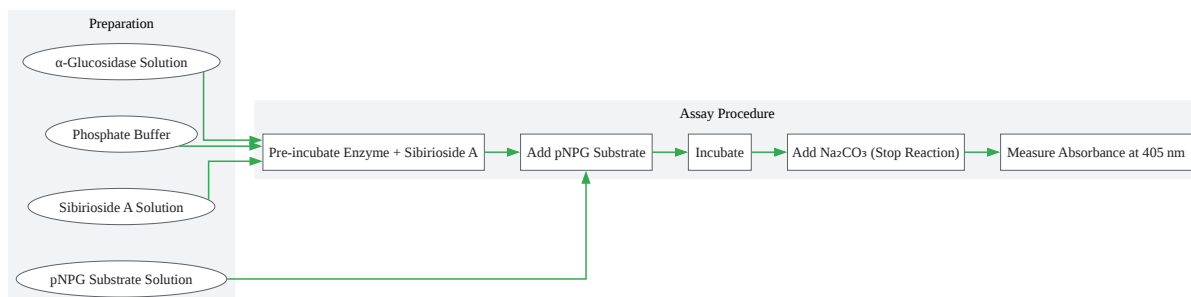 Preparation
α-Glucosidase Solution
Phosphate Buffer
Sibirioside A Solution
pNPG Substrate Solution
Assay Procedure
Pre-incubate Enzyme + Sibirioside A
Add pNPG Substrate
Incubate
Add Na₂CO₃ (Stop Reaction)
Measure Absorbance at 405 nm